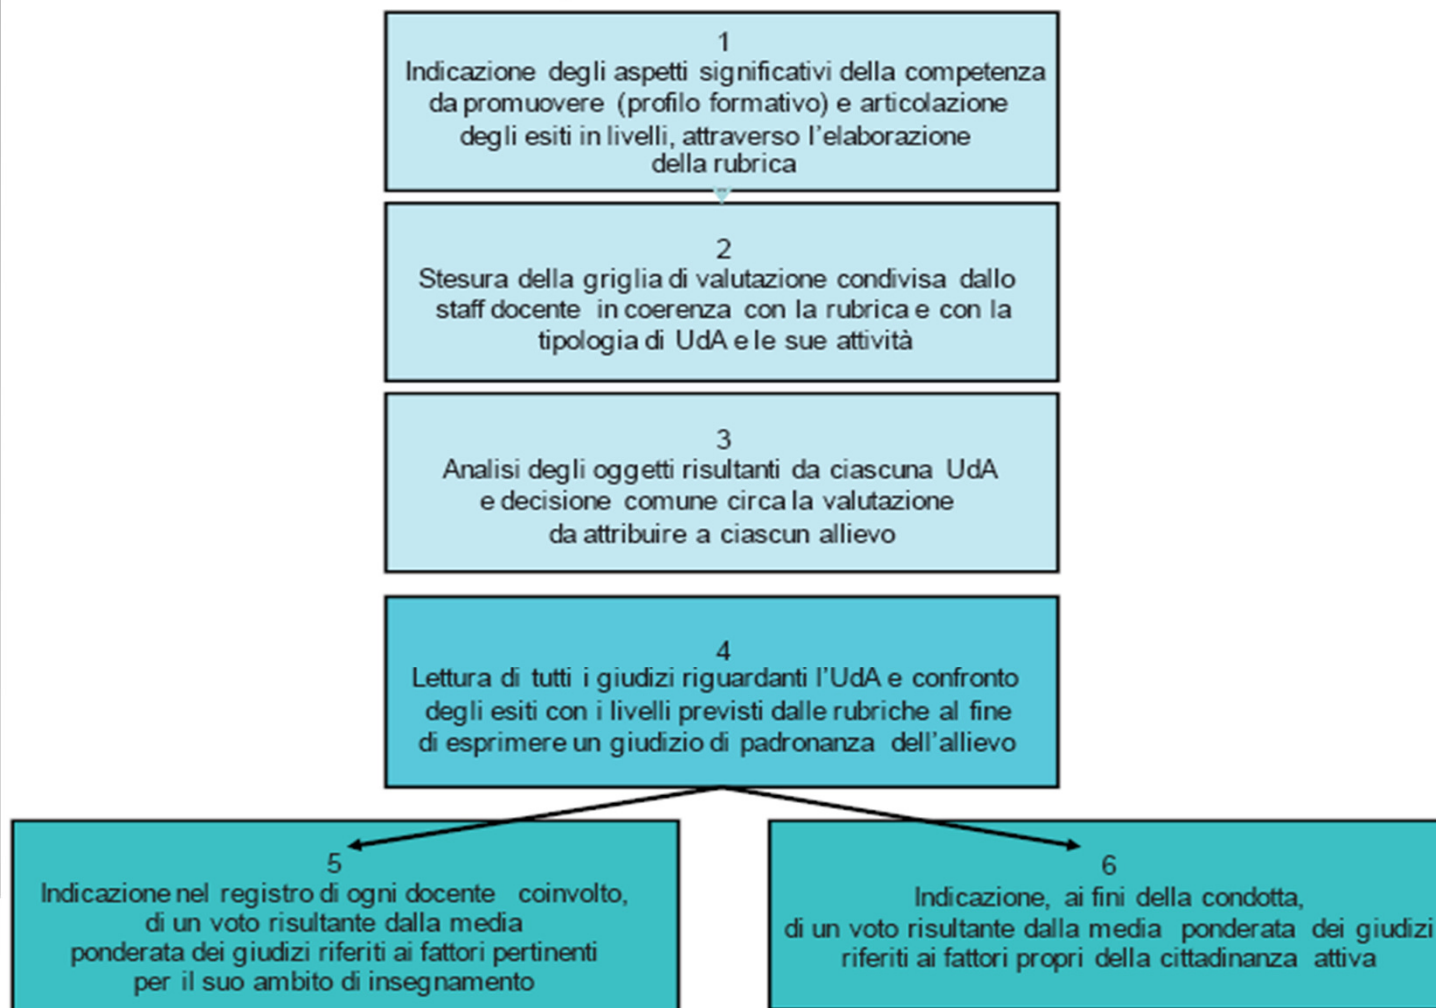 1
Indicazione degli aspetti significativi della competenza
da promuovere (profilo formativo) e articolazione
degli esiti in livelli, attraverso l'elaborazione
della rubrica
2
Stesura della griglia di valutazione condivisa dallo
staff docente in coerenza con la rubrica e con la
tipologia di UdA e le sue attività
3
Analisi degli oggetti risultanti da ciascuna UdA
e decisione comune circa la valutazione
da attribuire a ciascun allievo
4
Lettura di tutti i giudizi riguardanti l'UdA e confronto
degli esiti con i livelli previsti dalle rubriche al fine
di esprimere un giudizio di padronanza dell'allievo
5
Indicazione nel registro di ogni docente coinvolto,
di un voto risultante dalla media
ponderata dei giudizi riferiti ai fattori pertinenti
per il suo ambito di insegnamento
6
Indicazione, ai fini della condotta,
di un voto risultante dalla media ponderata dei giudizi
riferiti ai fattori propri della cittadinanza attiva